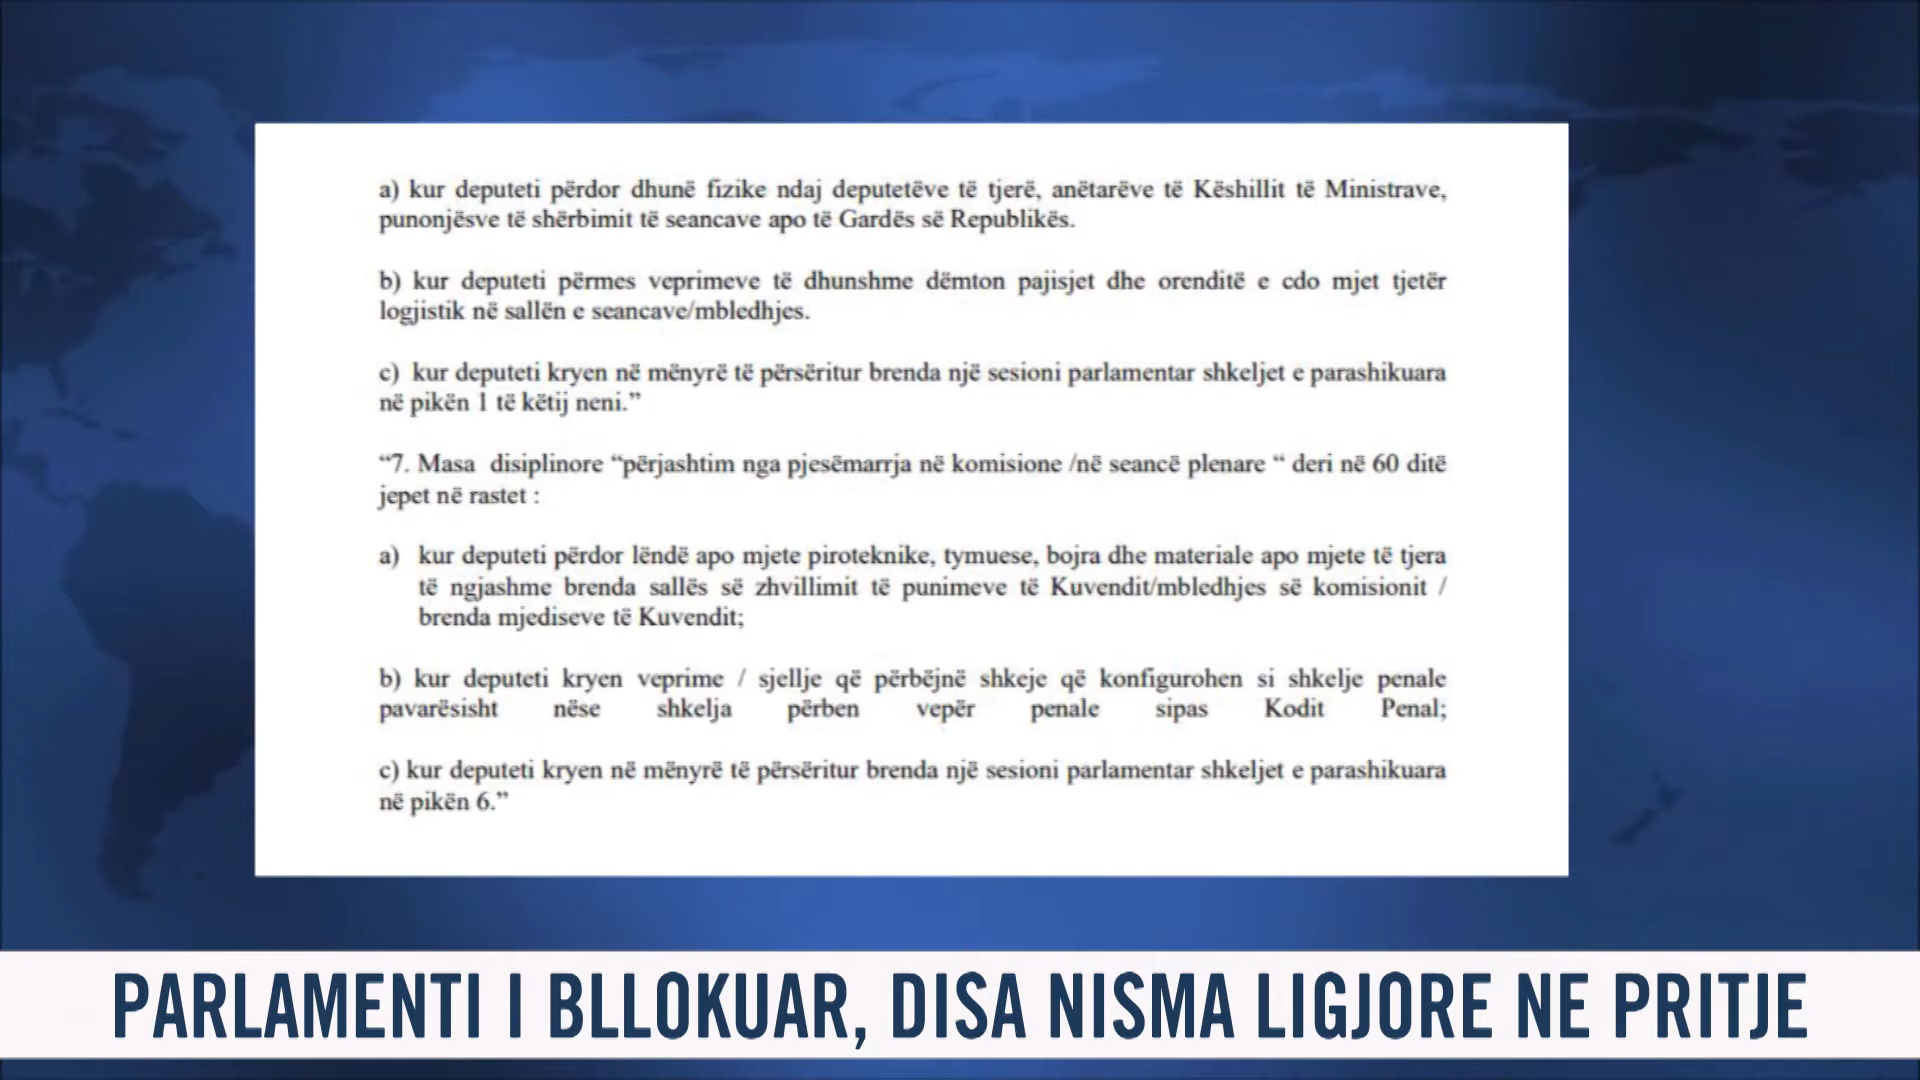 a) kur deputeti përdor dhunë fizike ndaj deputetëve të tjerë, anëtarëve të Këshillit të Ministrave,
punonjësve të shërbimit të seancave apo të Gardës së Republikës.
b) kur deputeti përmes veprimeve të dhunshme dëmton pajisjet dhe orenditë e cdo mjet tjetër
logjistik në sallën e seancave/mbledhjes.
c) kur deputeti kryen në mënyrë të përsëritur brenda një sesioni parlamentar shkeljet e parashikuara
në pikën 1 të këtij neni.”
“7. Masa disiplinore “përjashtim nga pjesëmarrja në komisione /në seancë plenare “ deri në 60 ditë
jepet në rastet :
a) kur deputeti përdor lëndë apo mjete piroteknike, tymuese, bojra dhe materiale apo mjete të tjera
të ngjashme brenda sallës së zhvillimit të punimeve të Kuvendit/mbledhjes së komisionit /
brenda mjediseve të Kuvendit;
b) kur deputeti kryen veprime / sjellje që përbëjnë shkeje që konfigurohen si shkelje penale
pavarësisht nëse shkelja përben vepër penale sipas Kodit Penal;
c) kur deputeti kryen në mënyrë të përsëritur brenda një sesioni parlamentar shkeljet e parashikuara
në pikën 6.”
PARLAMENTI I BLLOKUAR, DISA NISMA LIGJORE NE PRITJE